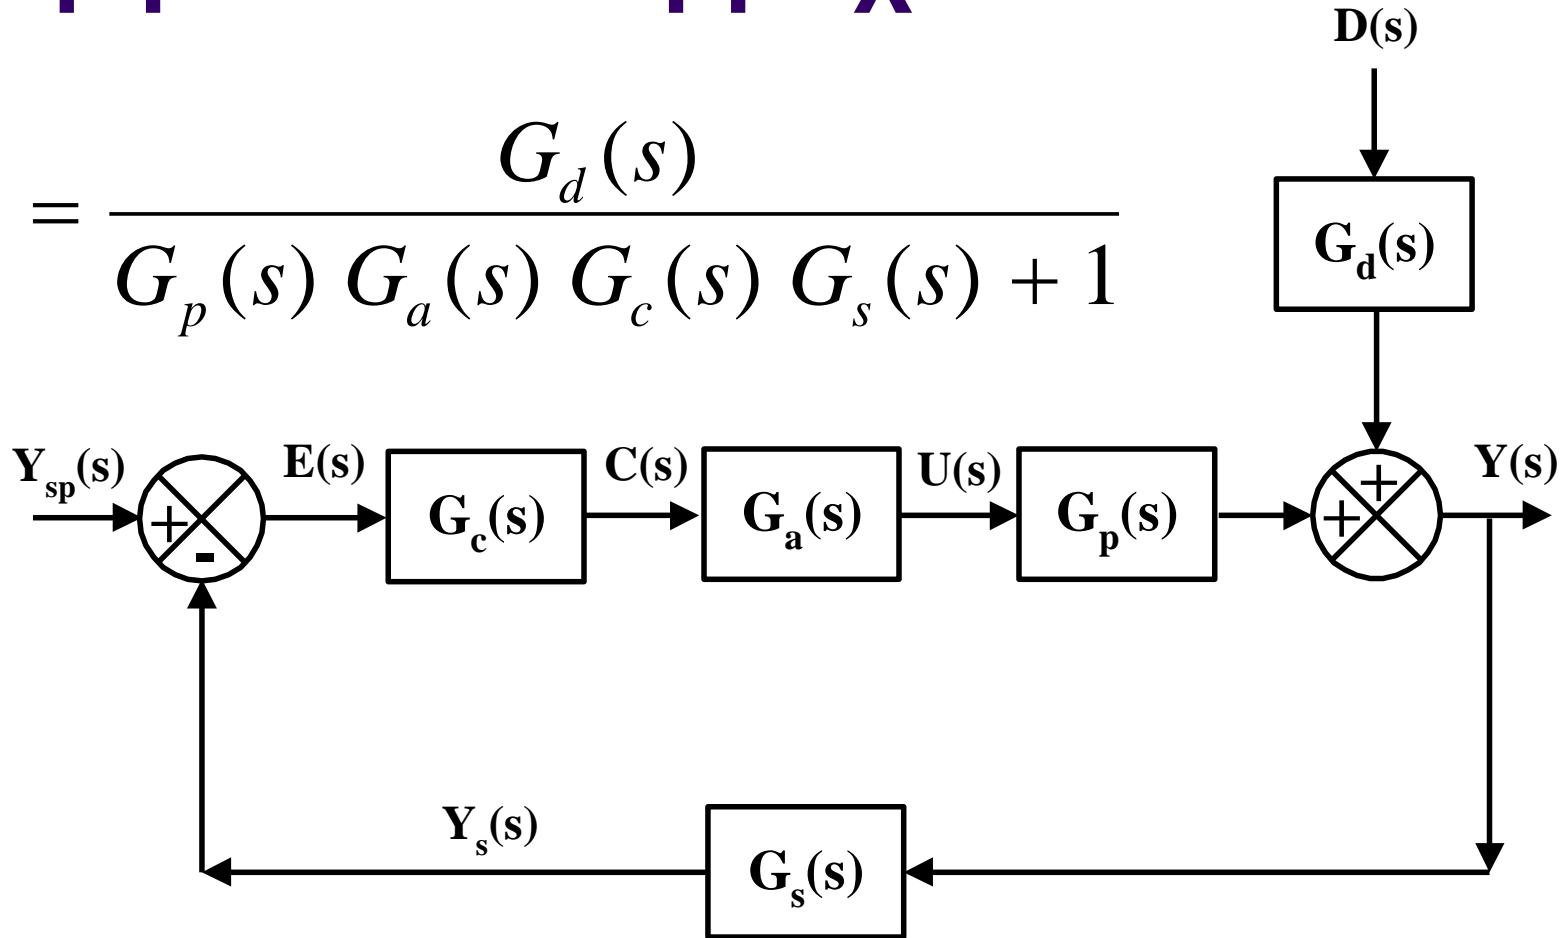 D(s)
= G_d(s) / G_p(s) G_a(s) G_c(s) G_s(s) + 1
G_d(s)
Y_sp(s) + - E(s) G_c(s) C(s) G_a(s) U(s) G_p(s) + + Y(s)
Y_s(s)
G_s(s)